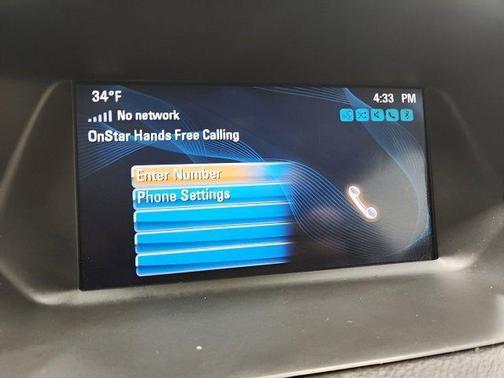 34°F 4:33 PM
No network
OnStar Hands Free Calling
Enter Number
Phone Settings